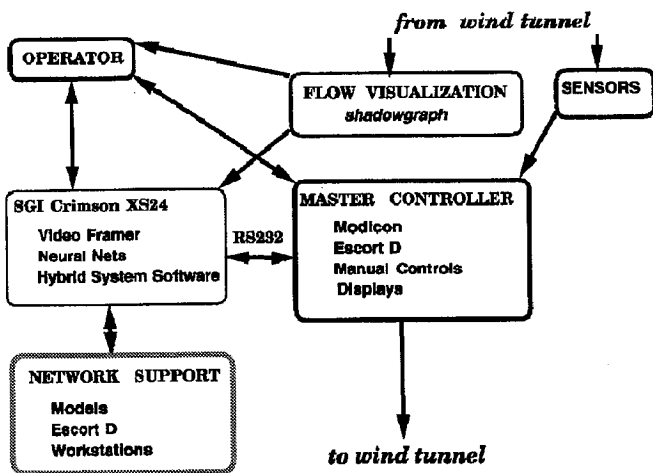 from wind tunnel
OPERATOR
FLOW VISUALIZATION
shadowgraph
SENSORS
SGI Crimson XS24
Video Framer
Neural Nets
Hybrid System Software
RS232
MASTER CONTROLLER
Modicon
Escort D
Manual Controls
Displays
NETWORK SUPPORT
Models
Escort D
Workstations
to wind tunnel